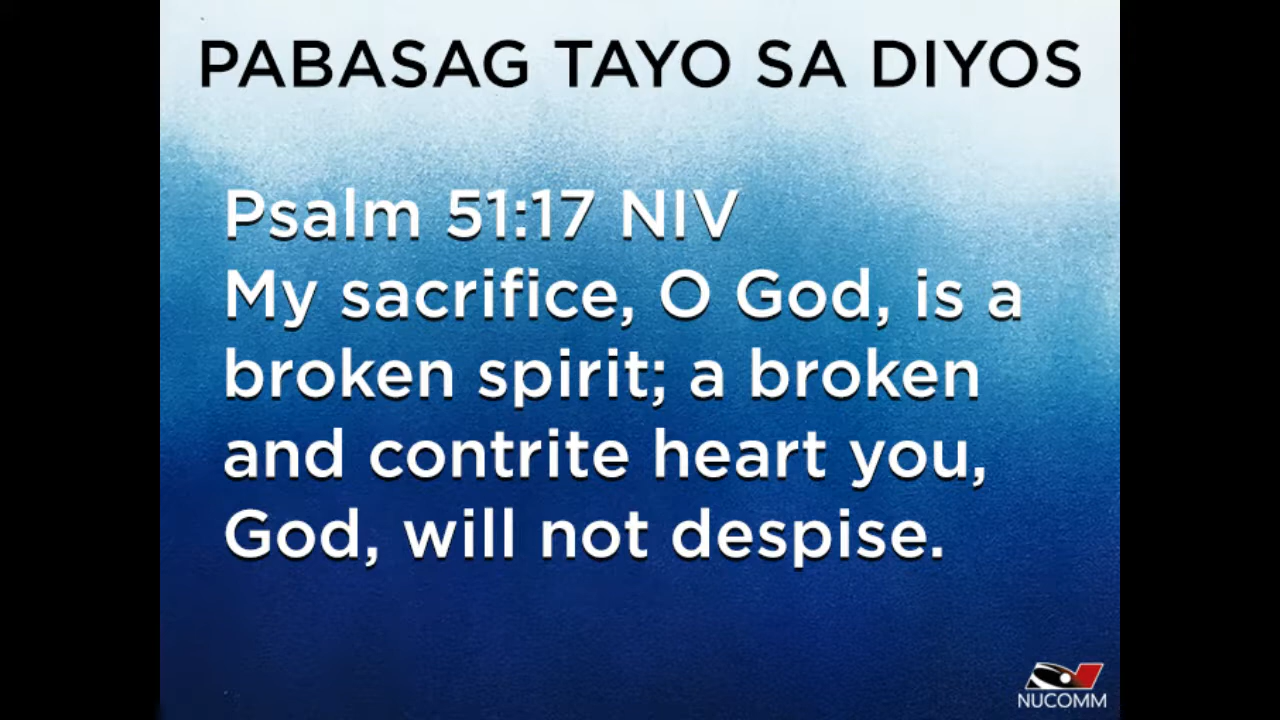 PABASAG TAYO SA DIYOS
Psalm 51:17 NIV
My sacrifice, O God, is a
broken spirit; a broken
and contrite heart you,
God, will not despise.
NUCOMM